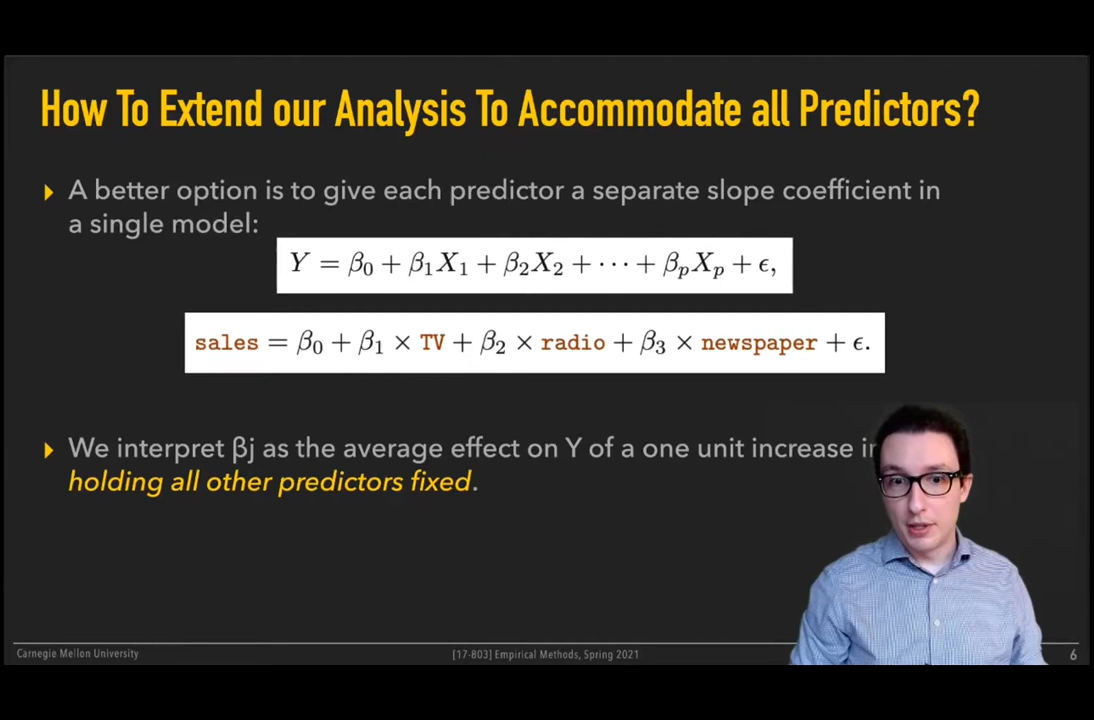 How To Extend our Analysis To Accommodate all Predictors?
A better option is to give each predictor a separate slope coefficient in
a single model:
Y = β₀ + β₁X₁ + β₂X₂ + ⋯ + βₚXₚ + ϵ,
sales = β₀ + β₁ × TV + β₂ × radio + β₃ × newspaper + ϵ.
We interpret βj as the average effect on Y of a one unit increase
holding all other predictors fixed.
Carnegie Mellon University
[17-803] Empirical Methods, Spring 2021
6